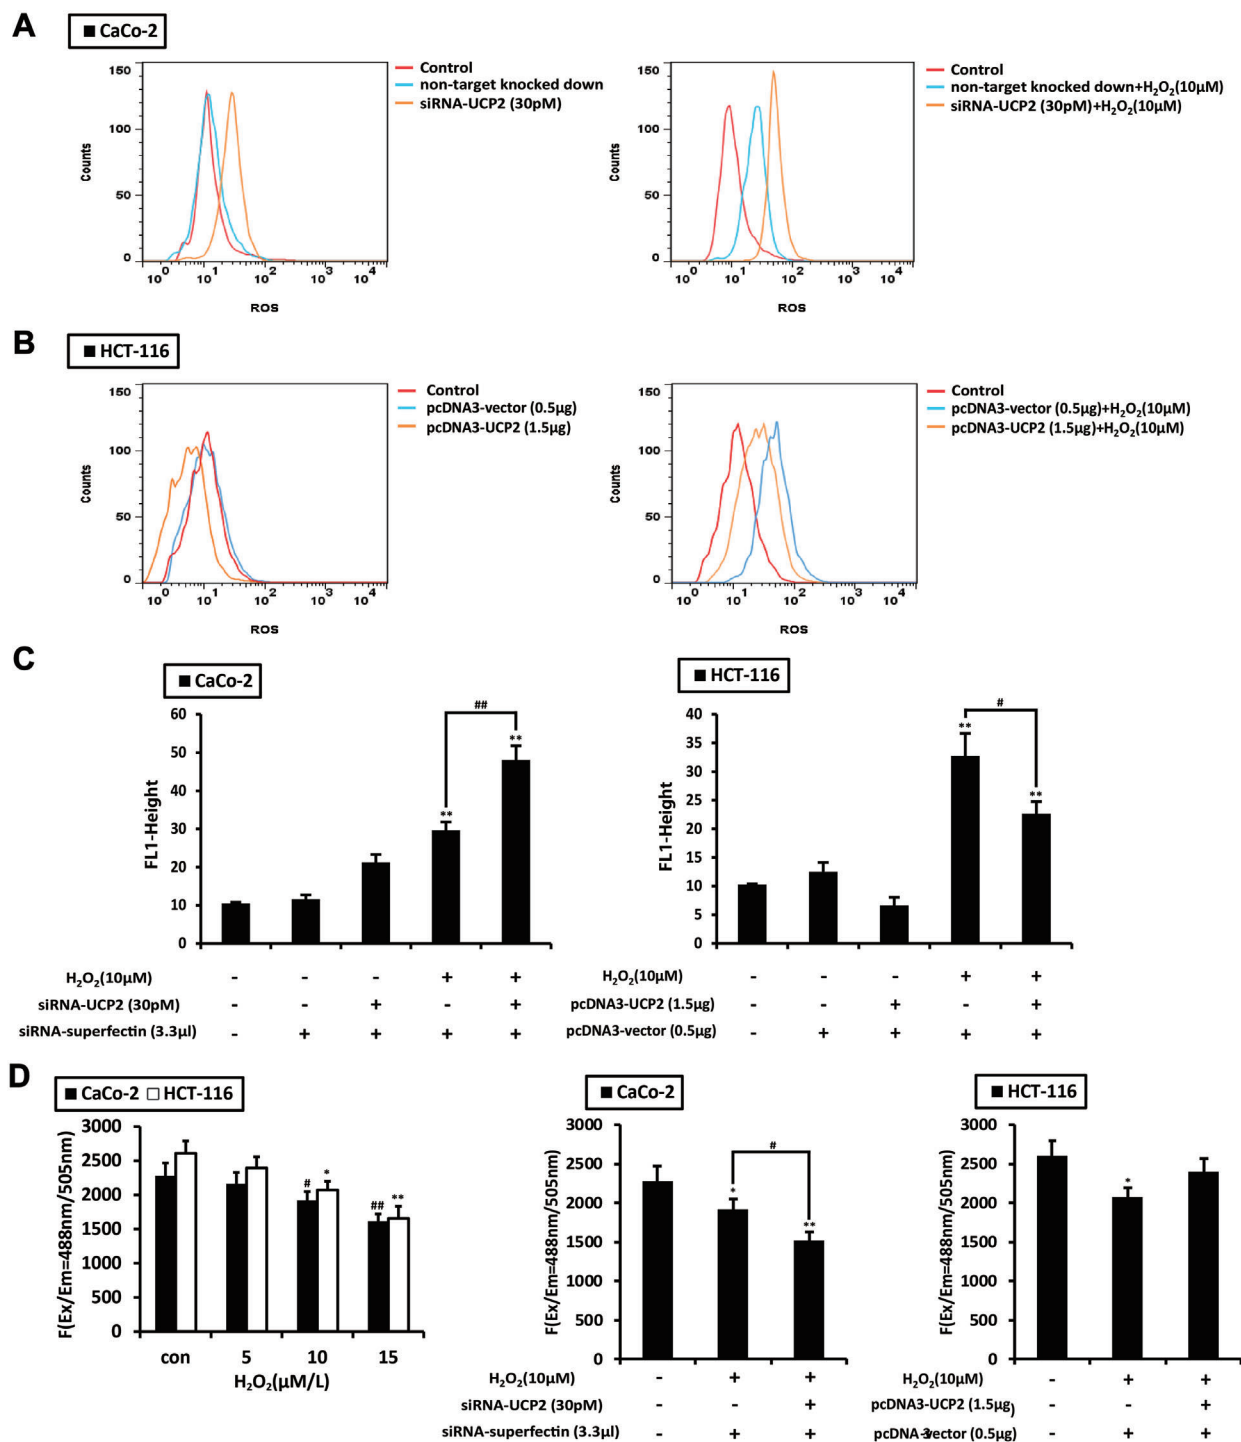 A
■ CaCo-2
Control
non-target knocked down
siRNA-UCP2 (30pM)
150
100
50
0
Counts
10⁰ 10¹ 10² 10³ 10⁴
ROS
Control
non-target knocked down+H₂O₂(10μM)
siRNA-UCP2 (30pM)+H₂O₂(10μM)
150
100
50
0
Counts
10⁰ 10¹ 10² 10³ 10⁴
ROS
B
■ HCT-116
Control
pcDNA3-vector (0.5μg)
pcDNA3-UCP2 (1.5μg)
150
100
50
0
Counts
10⁰ 10¹ 10² 10³ 10⁴
ROS
Control
pcDNA3-vector (0.5μg)+H₂O₂(10μM)
pcDNA3-UCP2 (1.5μg)+H₂O₂(10μM)
150
100
50
0
Counts
10⁰ 10¹ 10² 10³ 10⁴
ROS
C
■ CaCo-2
60
50
40
30
20
10
0
FL1-Height
##
**
**
H₂O₂(10μM) - - - + +
siRNA-UCP2 (30pM) - - + - +
siRNA-superfectin (3.3μl) - + + + +
■ HCT-116
40
35
30
25
20
15
10
5
0
FL1-Height
#
**
**
H₂O₂(10μM) - - - + +
pcDNA3-UCP2 (1.5μg) - - + - +
pcDNA3-vector (0.5μg) - + + + +
D
■ CaCo-2 □ HCT-116
3000
2500
2000
1500
1000
500
0
F(Ex/Em=488nm/505nm)
# *
## **
con 5 10 15
H₂O₂(μM/L)
■ CaCo-2
3000
2500
2000
1500
1000
500
0
F(Ex/Em=488nm/505nm)
#
*
**
H₂O₂(10μM) - + +
siRNA-UCP2 (30pM) - - +
siRNA-superfectin (3.3μl) - + +
■ HCT-116
3000
2500
2000
1500
1000
500
0
F(Ex/Em=488nm/505nm)
*
H₂O₂(10μM) - + +
pcDNA3-UCP2 (1.5μg) - - +
pcDNA3-vector (0.5μg) - + +